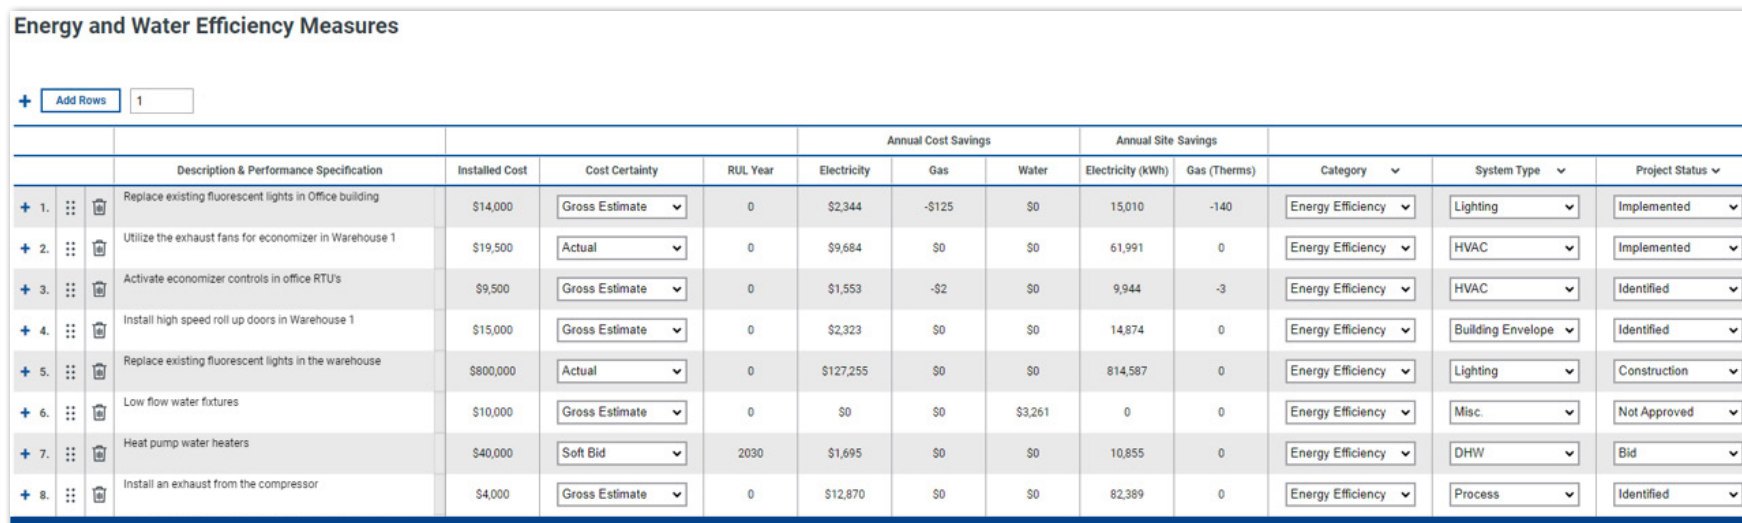 Energy and Water Efficiency Measures
+ Add Rows 1
Annual Cost Savings Annual Site Savings
Description & Performance Specification Installed Cost Cost Certainty RUL Year Electricity Gas Water Electricity (kWh) Gas (Therms) Category System Type Project Status
+ 1. Replace existing fluorescent lights in Office building $14,000 Gross Estimate 0 $2,344 -$125 $0 15,010 -140 Energy Efficiency Lighting Implemented
+ 2. Utilize the exhaust fans for economizer in Warehouse 1 $19,500 Actual 0 $9,684 $0 $0 61,991 0 Energy Efficiency HVAC Implemented
+ 3. Activate economizer controls in office RTU's $9,500 Gross Estimate 0 $1,553 -$2 $0 9,944 -3 Energy Efficiency HVAC Identified
+ 4. Install high speed roll up doors in Warehouse 1 $15,000 Gross Estimate 0 $2,323 $0 $0 14,874 0 Energy Efficiency Building Envelope Identified
+ 5. Replace existing fluorescent lights in the warehouse $800,000 Actual 0 $127,255 $0 $0 814,587 0 Energy Efficiency Lighting Construction
+ 6. Low flow water fixtures $10,000 Gross Estimate 0 $0 $0 $3,261 0 0 Energy Efficiency Misc. Not Approved
+ 7. Heat pump water heaters $40,000 Soft Bid 2030 $1,695 $0 $0 10,855 0 Energy Efficiency DHW Bid
+ 8. Install an exhaust from the compressor $4,000 Gross Estimate 0 $12,870 $0 $0 82,389 0 Energy Efficiency Process Identified